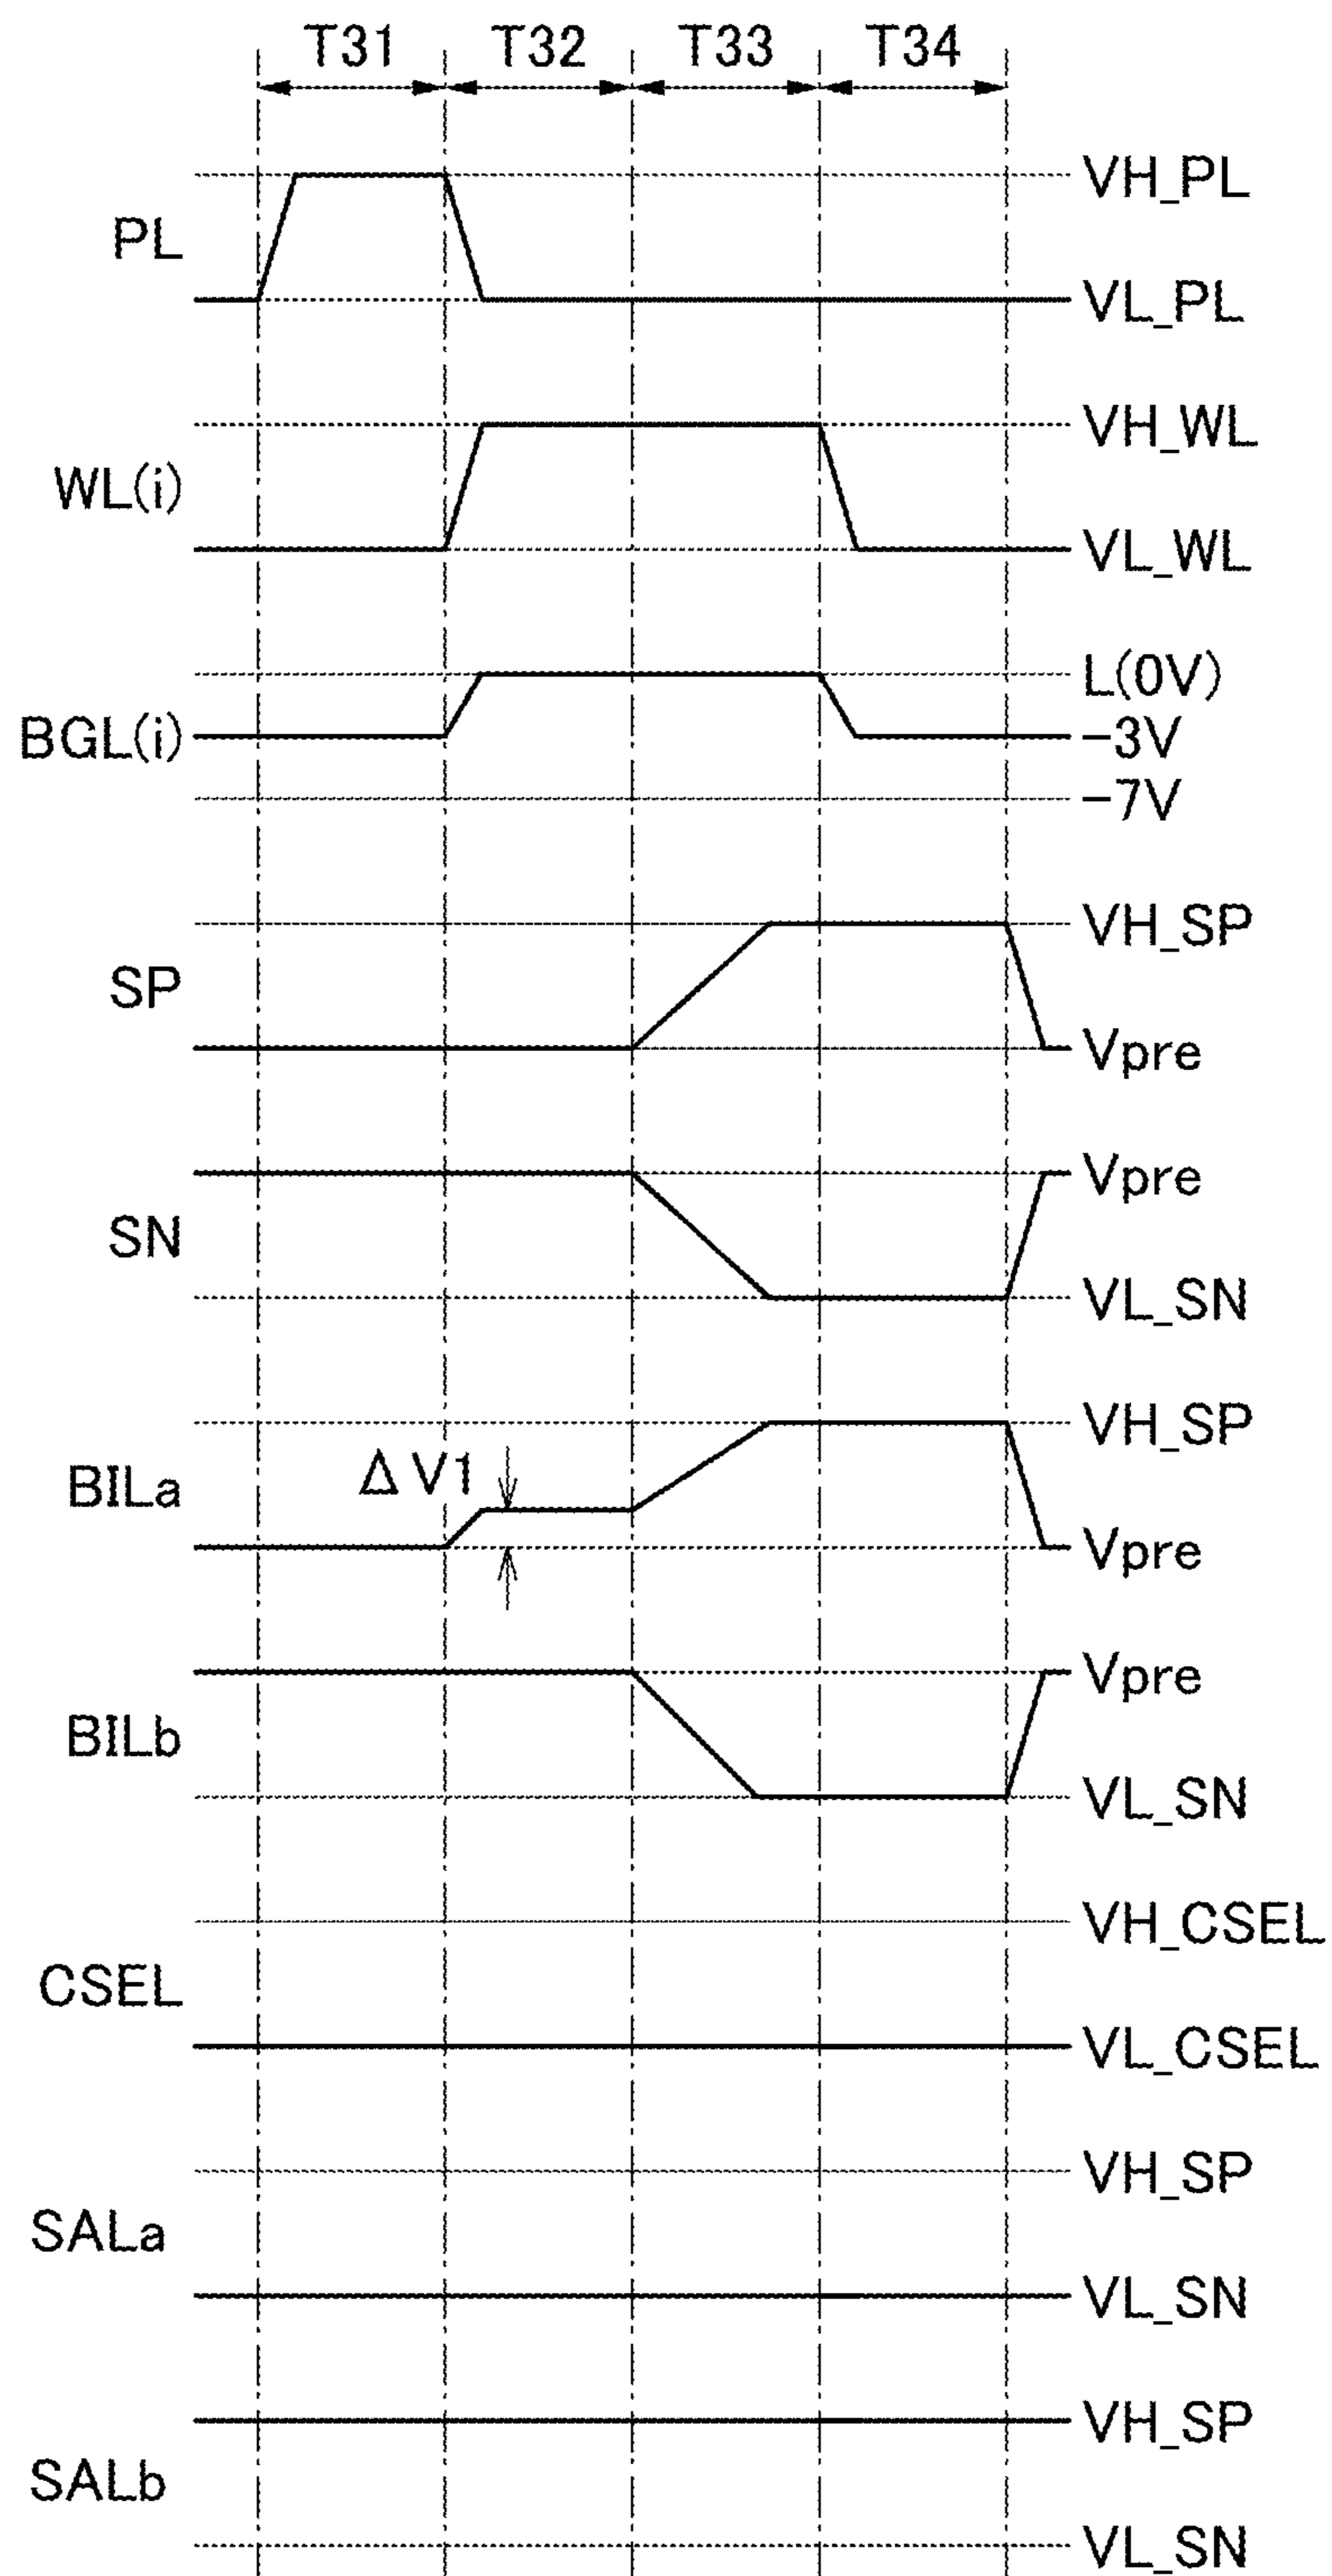 T31 T32 T33 T34
VH_PL
PL
VL_PL
VH_WL
WL(i)
VL_WL
L(0V)
BGL(i) -3V
-7V
VH_SP
SP
Vpre
Vpre
SN
VL_SN
VH_SP
ΔV1
BILa
Vpre
Vpre
BILb
VL_SN
VH_CSEL
CSEL
VL_CSEL
VH_SP
SALa
VL_SN
VH_SP
SALb
VL_SN